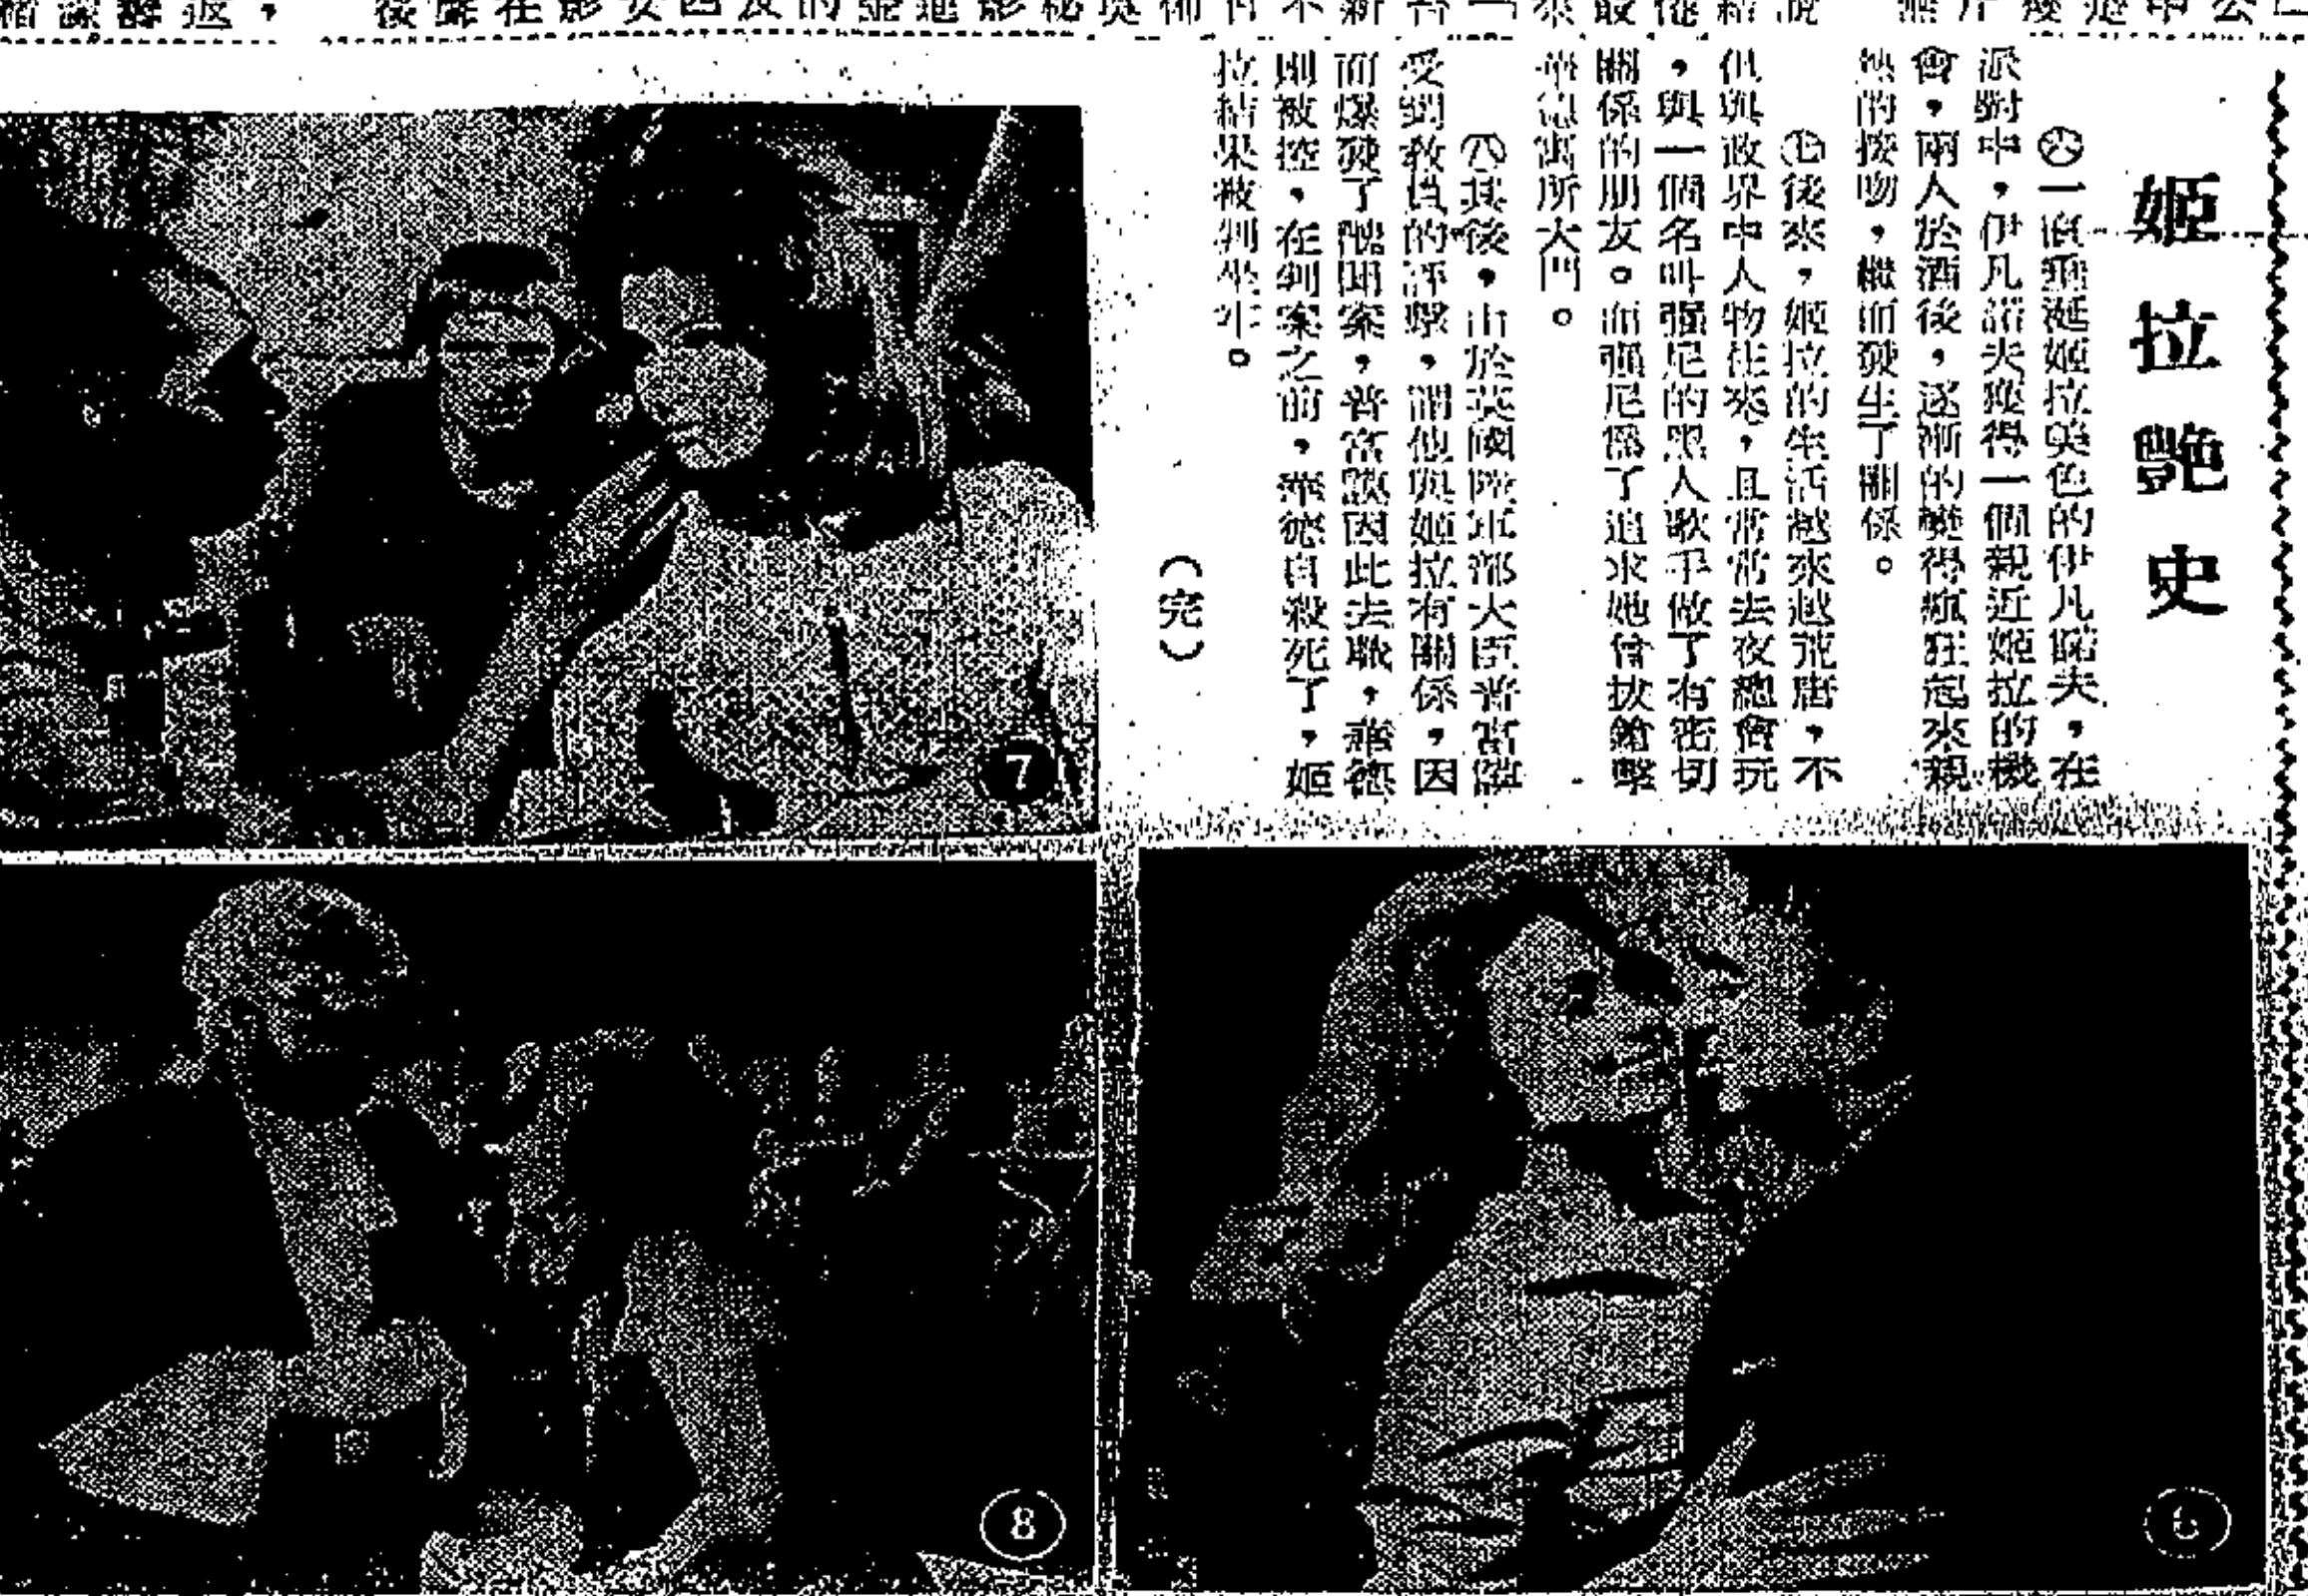 姬拉艷史
㊅一直垂涎姬拉美色的伊凡諾夫，在
派對中，伊凡諾夫獲得一個親近姬拉的機
會，兩人於酒後，逐漸的變得瘋狂起來親
熱的接吻，繼而發生了關係。
㊆後來，姬拉的生活越來越荒唐，不
但與政界中人物往來，且常常去夜總會玩
，與一個名叫强尼的黑人歌手做了有密切
關係的朋友。而强尼爲了追求她曾拔鎗擊
華德寓所大門。
㊇其後，由於英國陸軍部大臣普富謨
受到敎員的評擊，謂他與姬拉有關係，因
而爆發了醜聞案，普富謨因此去職，華德
則被控，在判案之前，華德自殺死了，姬
拉結果被判坐牢。
（完）
7
8
6